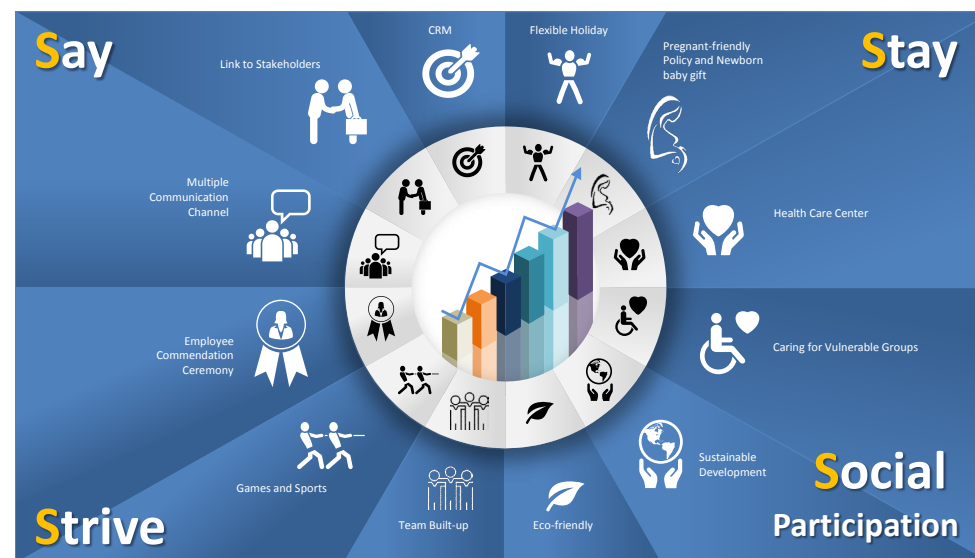 Say
CRM
Link to Stakeholders
Multiple
Communication
Channel
Flexible Holiday
Pregnant-friendly
Policy and Newborn
baby gift
Stay
Health Care Center
Employee
Commendation
Ceremony
Games and Sports
Team Built-up
Strive
Caring for Vulnerable Groups
Sustainable
Development
Eco-friendly
Social
Participation